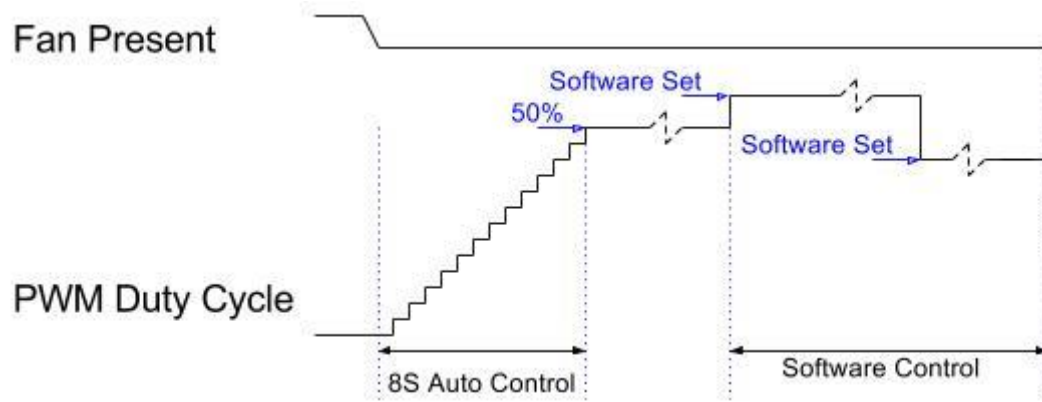 Fan Present
Software Set
50%
Software Set
PWM Duty Cycle
8S Auto Control
Software Control